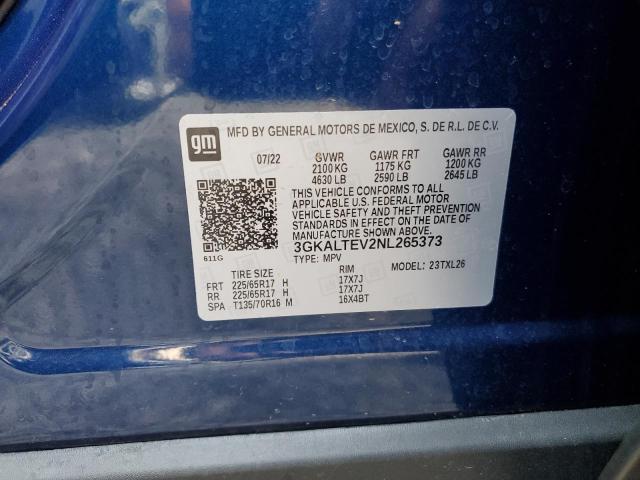 gm
MFD BY GENERAL MOTORS DE MEXICO, S. DE R.L. DE C.V.
07/22 GVWR GAWR FRT GAWR RR
2100 KG 1175 KG 1200 KG
4630 LB 2590 LB 2645 LB
THIS VEHICLE CONFORMS TO ALL
APPLICABLE U.S. FEDERAL MOTOR
VEHICLE SAFETY AND THEFT PREVENTION
STANDARDS IN EFFECT ON THE DATE OF
MANUFACTURE SHOWN ABOVE.
3GKALTEV2NL265373
611G
TYPE: MPV MODEL: 23TXL26
TIRE SIZE RIM
FRT 225/65R17 H 17X7J
RR 225/65R17 H 17X7J
SPA T135/70R16 M 16X4BT